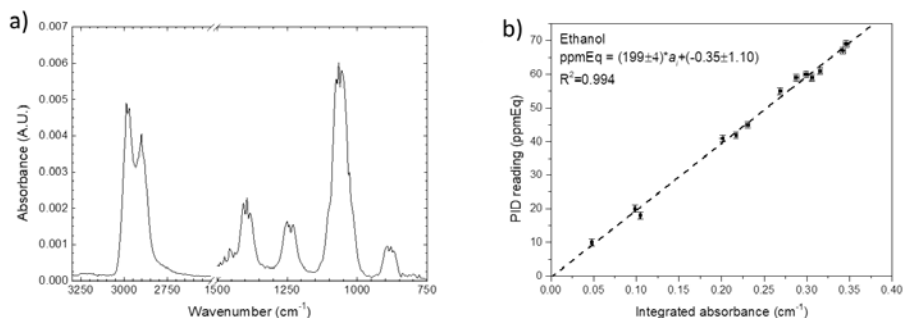 a)
0.007
0.006
0.005
0.004
0.003
0.002
0.001
0.000
Absorbance (A.U.)
3250 3000 2750 1500 1250 1000 750
Wavenumber (cm⁻¹)
b)
Ethanol
ppmEq = (199±4)*aᵢ+(-0.35±1.10)
R²=0.994
70
60
50
40
30
20
10
0
PID reading (ppmEq)
0.00 0.05 0.10 0.15 0.20 0.25 0.30 0.35 0.40
Integrated absorbance (cm⁻¹)